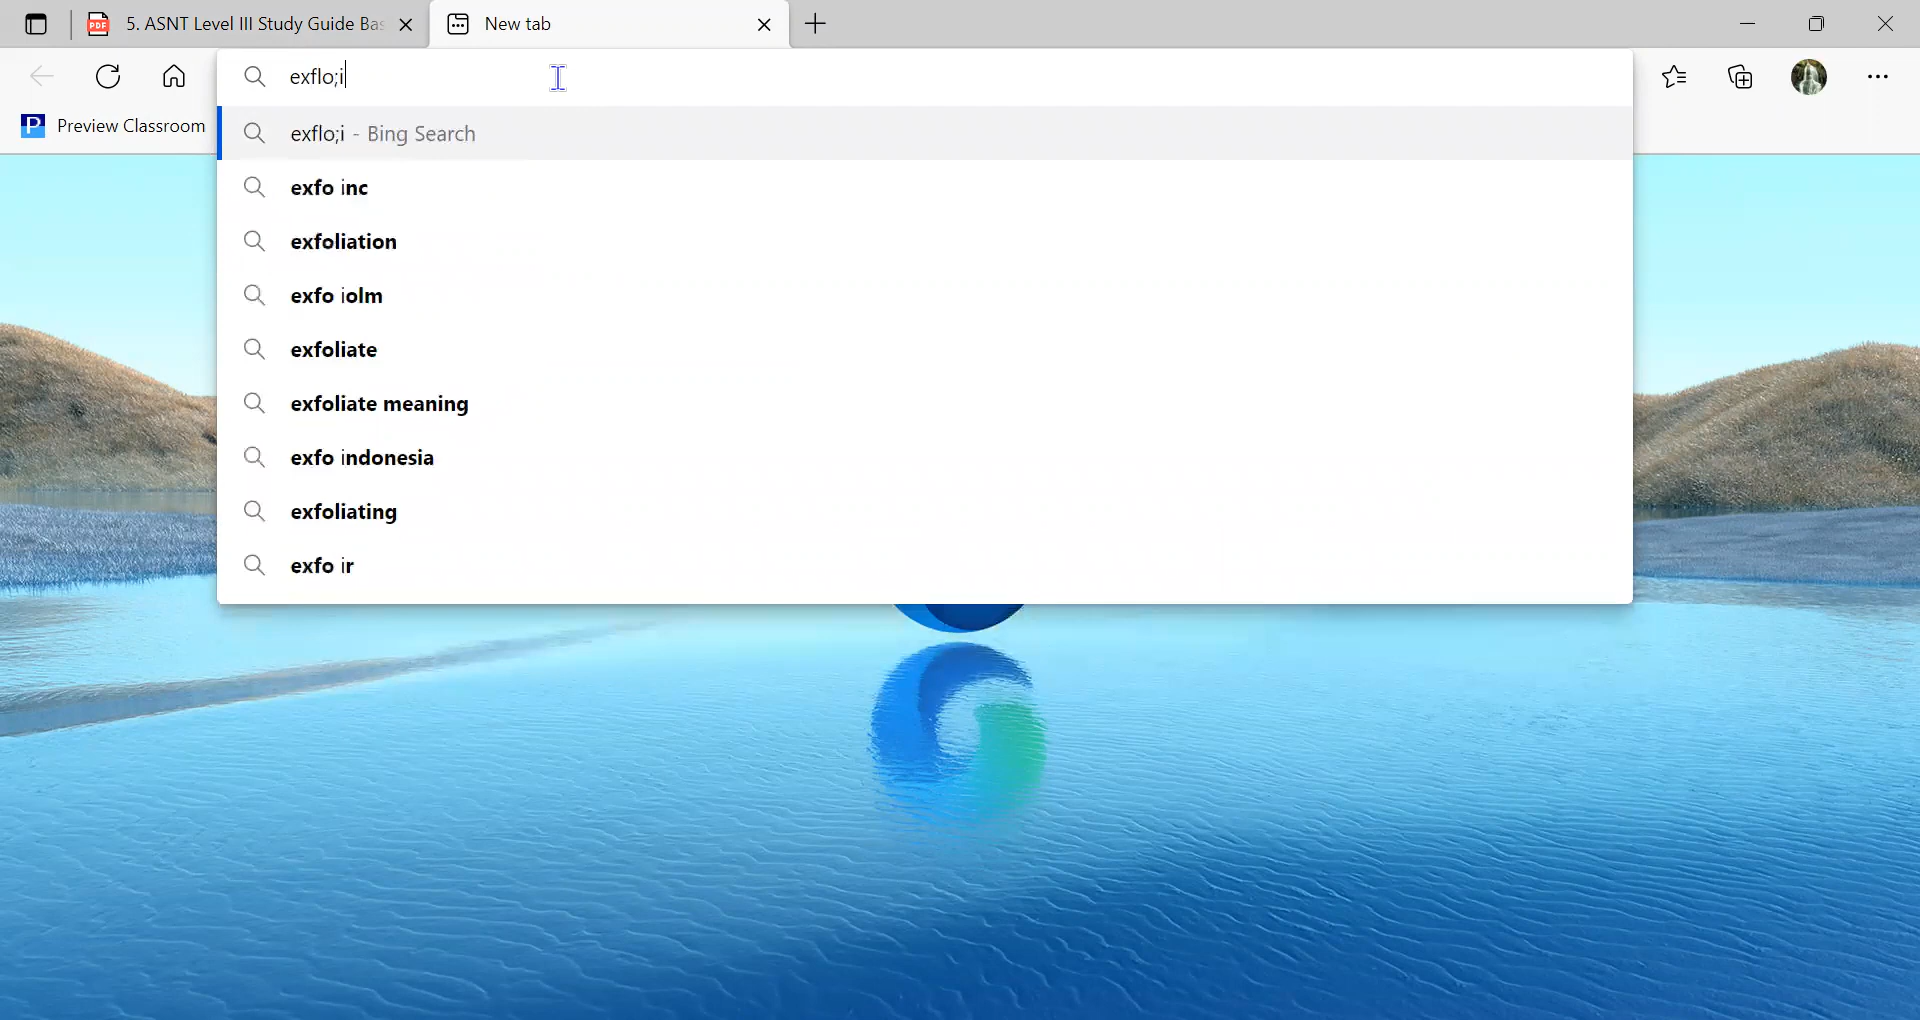 PDF 5. ASNT Level III Study Guide Bas
New tab
exflo;i
P Preview Classroom
exflo;i - Bing Search
exfo inc
exfoliation
exfo iolm
exfoliate
exfoliate meaning
exfo indonesia
exfoliating
exfo ir